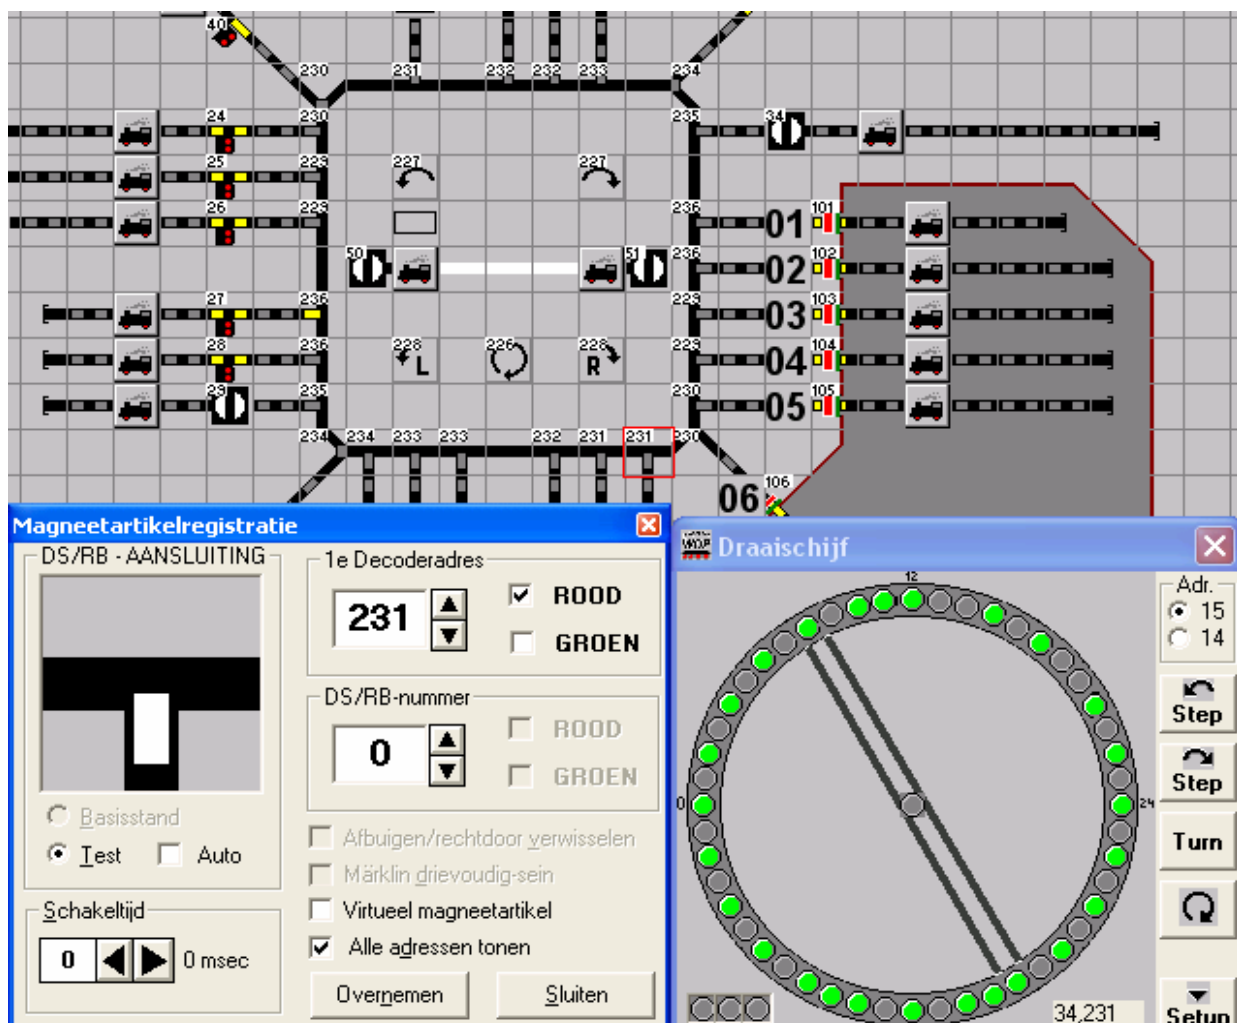 40
230 231 232 232 233 234
24 230 235 34
25 229
227 227
26 229 236 01 101
50 51 236 02 102
27 236 229 03 103
28 236 228 L 226 228 R 229 04 104
23 235 230 05 105
234 234 233 233 232 231 231 230
06 106
Magneetartikelregistratie
DS/RB - AANSLUITING
Basisstand
Test Auto
Schakeltijd
0 0 msec
1e Decoderadres
231 ROOD
GROEN
DS/RB-nummer
0 ROOD
GROEN
Afbuigen/rechtdoor verwisselen
Märklin drievoudig-sein
Virtueel magneetartikel
Alle adressen tonen
Overnemen Sluiten
WDP Draaischijf
12
0 24
34,231
Adr.
15
14
Step
Step
Turn
Setup